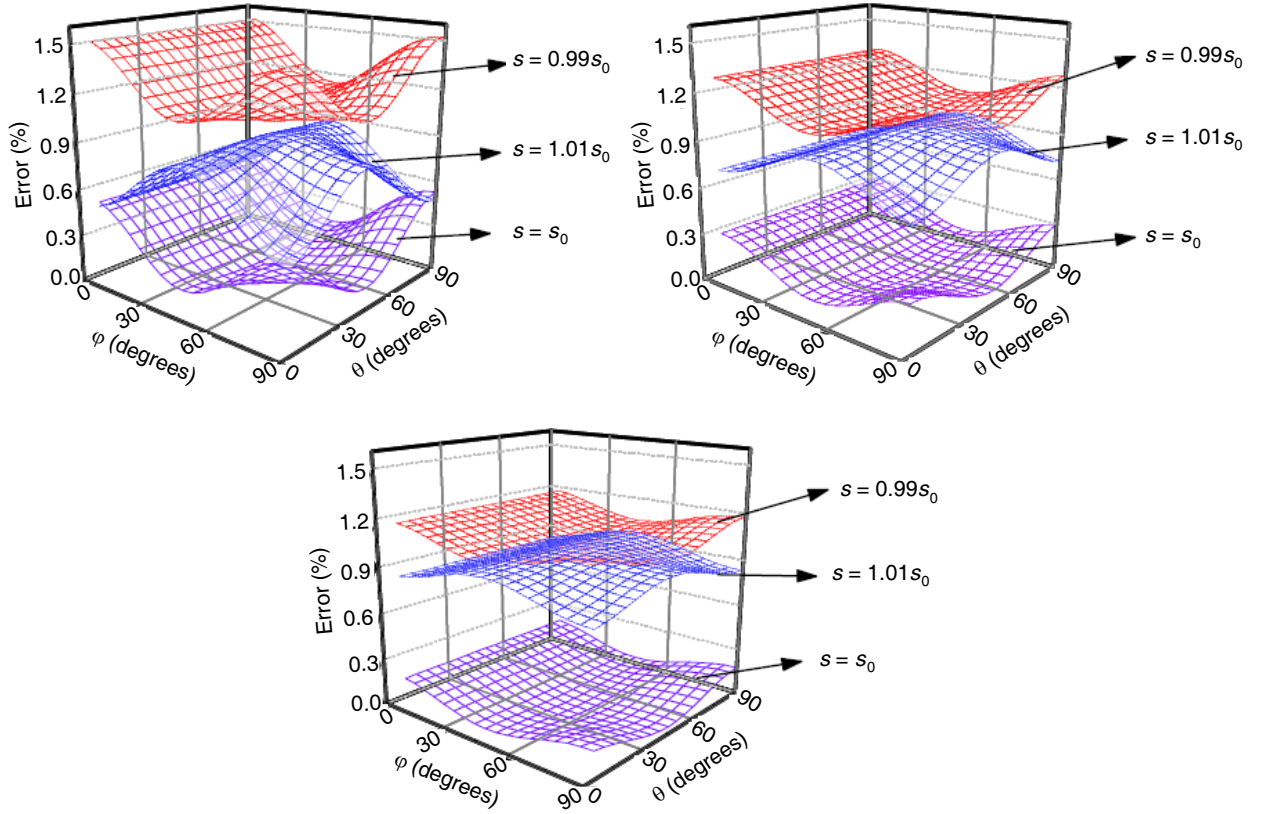 1.5
1.2
0.9
0.6
0.3
0.0
Error (%)
0
30
60
90
φ (degrees)
0
30
60
90
θ (degrees)
s = 0.99s₀
s = 1.01s₀
s = s₀
1.5
1.2
0.9
0.6
0.3
0.0
Error (%)
0
30
60
90
φ (degrees)
0
30
60
90
θ (degrees)
s = 0.99s₀
s = 1.01s₀
s = s₀
1.5
1.2
0.9
0.6
0.3
0.0
Error (%)
0
30
60
90
φ (degrees)
0
30
60
90
θ (degrees)
s = 0.99s₀
s = 1.01s₀
s = s₀